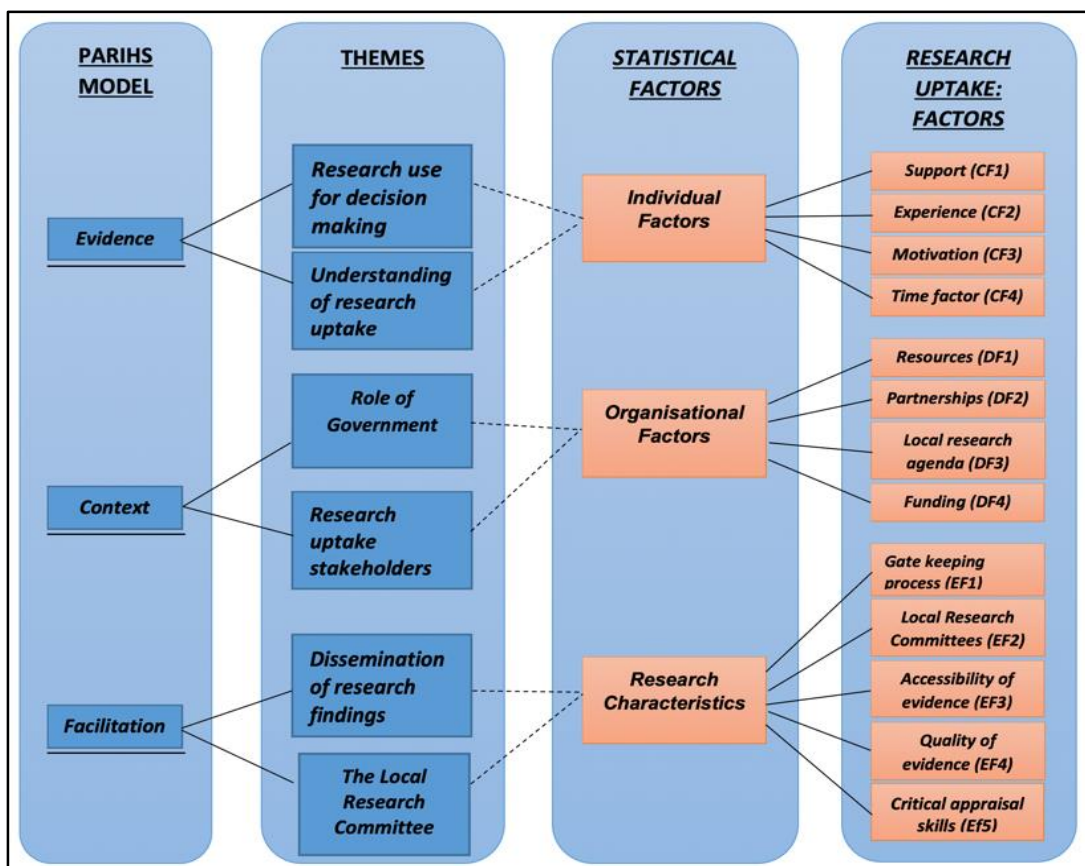 PARIHS
MODEL
Evidence
Context
Facilitation
THEMES
Research use
for decision
making
Understanding
of research
uptake
Role of
Government
Research
uptake
stakeholders
Dissemination
of research
findings
The Local
Research
Committee
STATISTICAL
FACTORS
Individual
Factors
Organisational
Factors
Research
Characteristics
RESEARCH
UPTAKE:
FACTORS
Support (CF1)
Experience (CF2)
Motivation (CF3)
Time factor (CF4)
Resources (DF1)
Partnerships (DF2)
Local research
agenda (DF3)
Funding (DF4)
Gate keeping
process (EF1)
Local Research
Committees (EF2)
Accessibility of
evidence (EF3)
Quality of
evidence (EF4)
Critical appraisal
skills (Ef5)